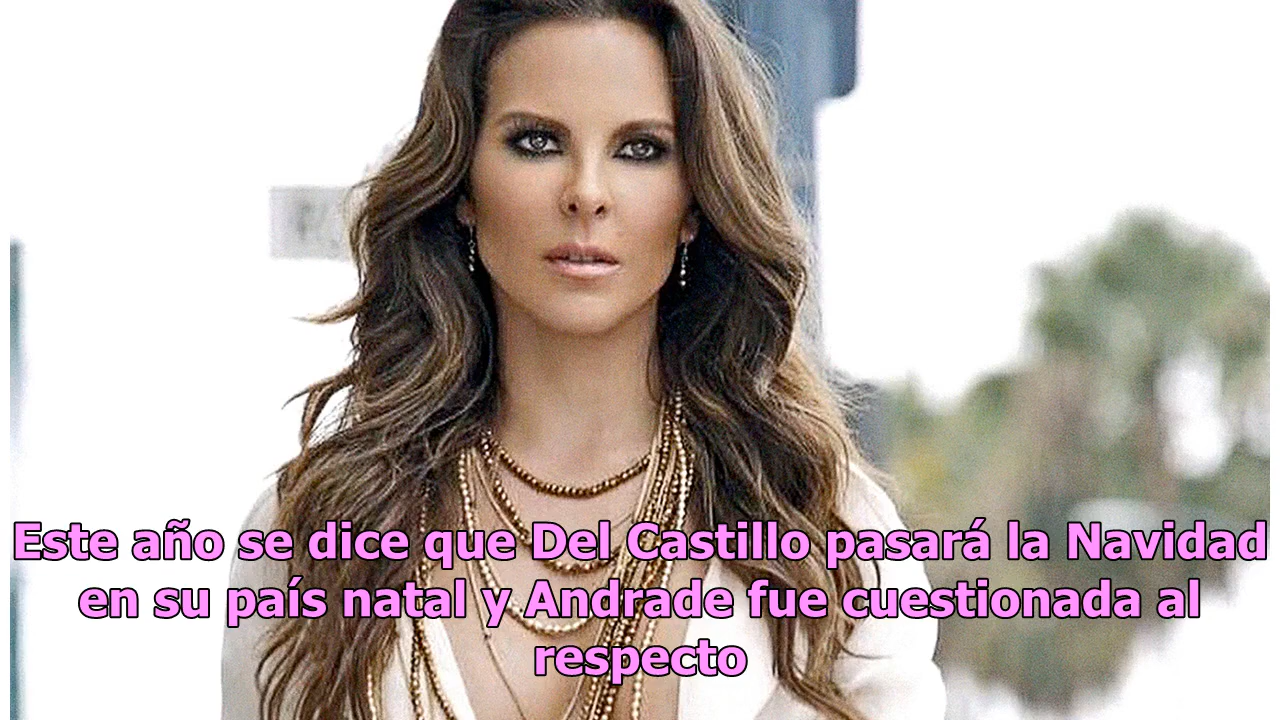 Este año se dice que Del Castillo pasará la Navidad
en su país natal y Andrade fue cuestionada al
respecto